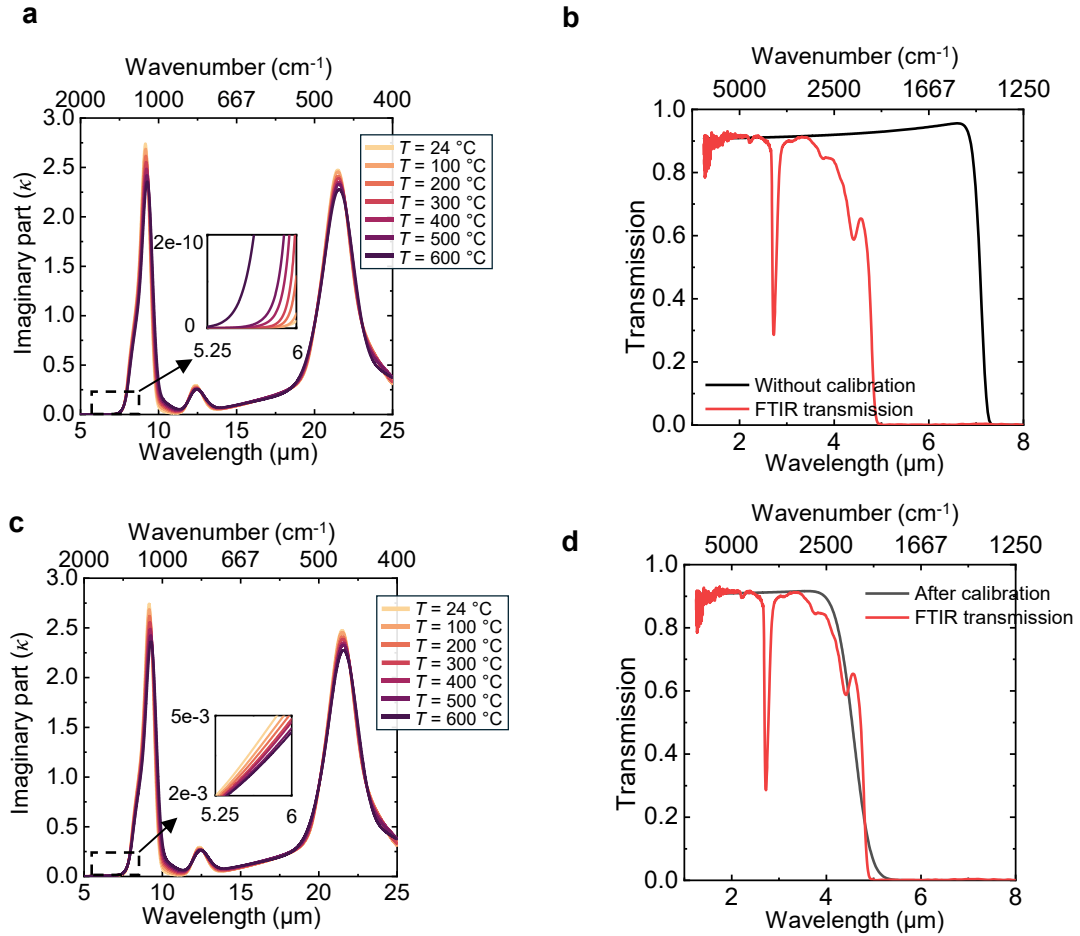 a
Wavenumber (cm⁻¹)
2000 1000 667 500 400
3.0
2.5
2.0
1.5
1.0
0.5
0.0
Imaginary part (κ)
T = 24 °C
T = 100 °C
T = 200 °C
T = 300 °C
T = 400 °C
T = 500 °C
T = 600 °C
2e-10
0
5.25 6
5 10 15 20 25
Wavelength (μm)
b
Wavenumber (cm⁻¹)
5000 2500 1667 1250
1.0
0.8
0.6
0.4
0.2
0.0
Transmission
Without calibration
FTIR transmission
2 4 6 8
Wavelength (μm)
c
Wavenumber (cm⁻¹)
2000 1000 667 500 400
3.0
2.5
2.0
1.5
1.0
0.5
0.0
Imaginary part (κ)
T = 24 °C
T = 100 °C
T = 200 °C
T = 300 °C
T = 400 °C
T = 500 °C
T = 600 °C
5e-3
2e-3
5.25 6
5 10 15 20 25
Wavelength (μm)
d
Wavenumber (cm⁻¹)
5000 2500 1667 1250
1.0
0.8
0.6
0.4
0.2
0.0
Transmission
After calibration
FTIR transmission
2 4 6 8
Wavelength (μm)